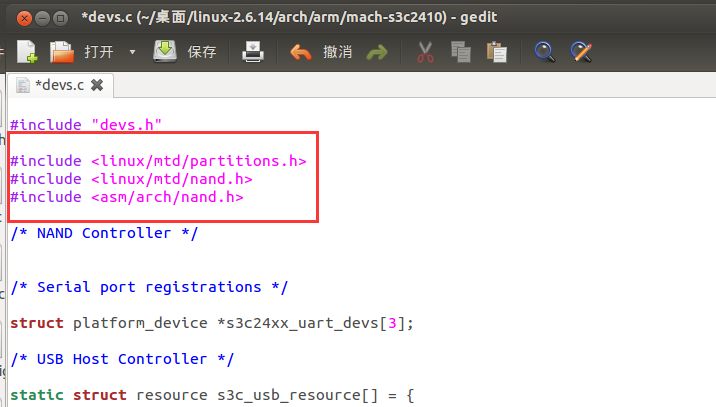 *devs.c (~/桌面/linux-2.6.14/arch/arm/mach-s3c2410) - gedit
打开 保存 撤消
*devs.c
#include "devs.h"
#include <linux/mtd/partitions.h>
#include <linux/mtd/nand.h>
#include <asm/arch/nand.h>
/* NAND Controller */
/* Serial port registrations */
struct platform_device *s3c24xx_uart_devs[3];
/* USB Host Controller */
static struct resource s3c_usb_resource[] = {